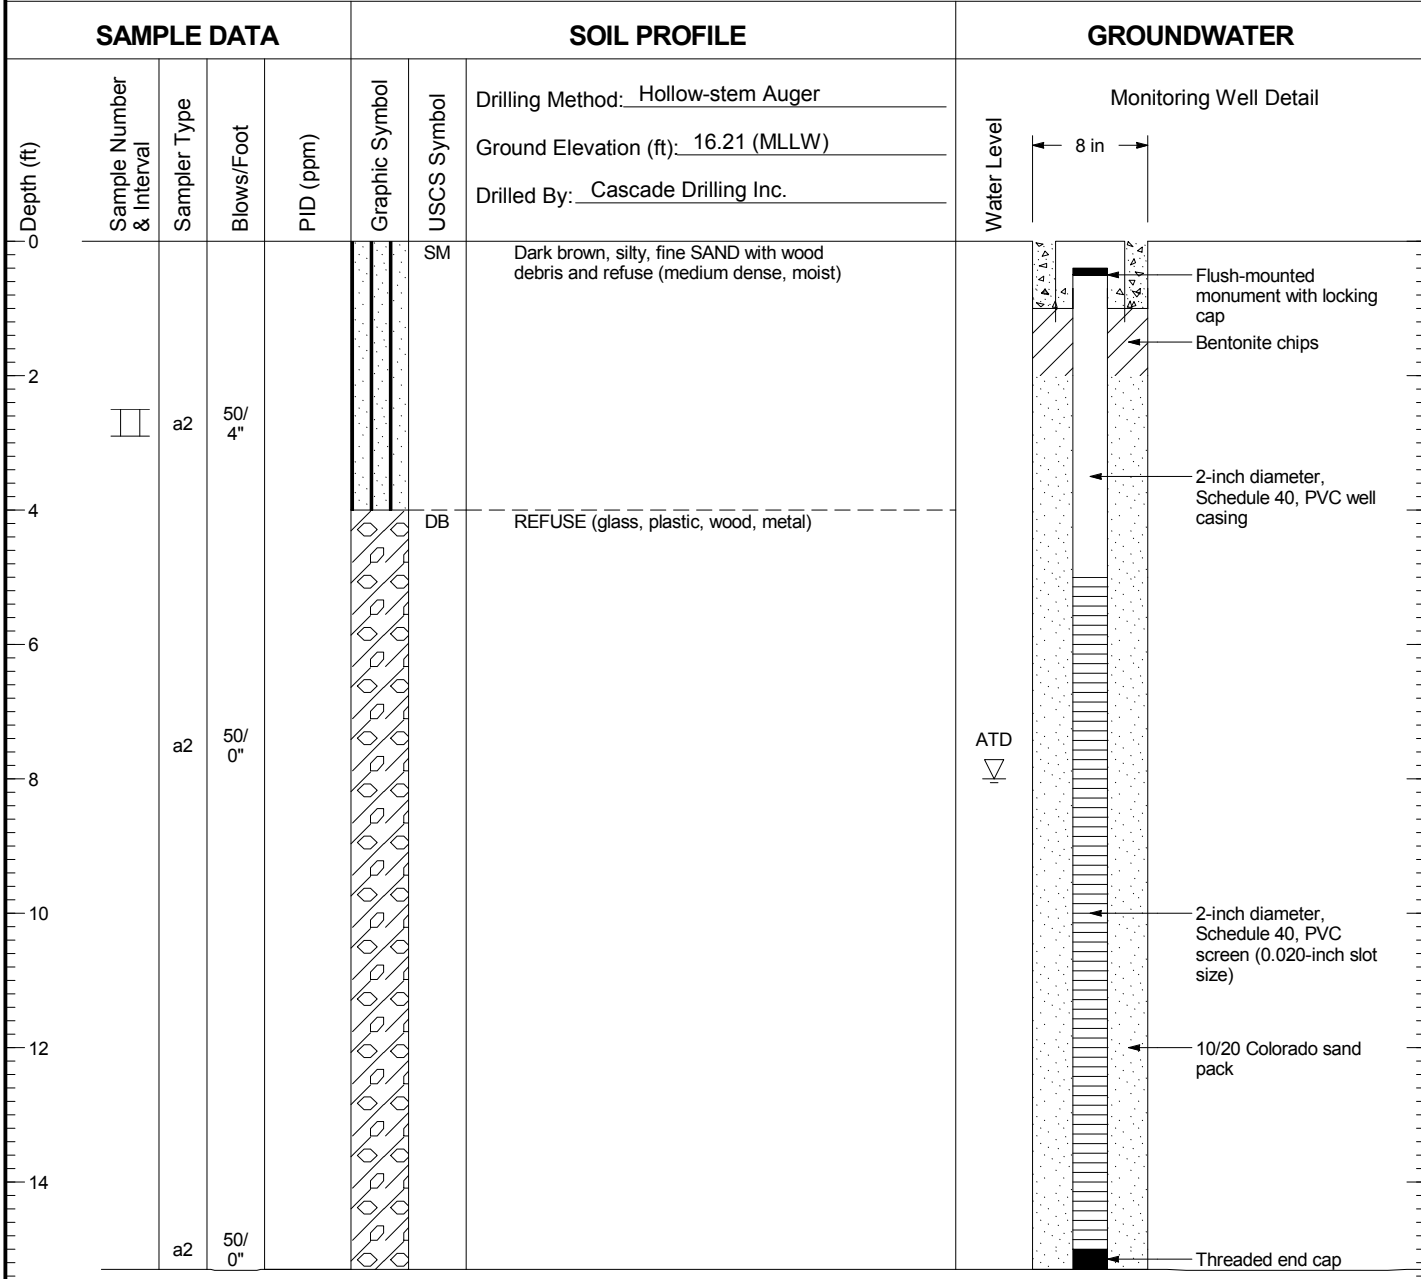 SAMPLE DATA
SOIL PROFILE
GROUNDWATER
Depth (ft)
Sample Number
& Interval
Sampler Type
Blows/Foot
PID (ppm)
Graphic Symbol
USCS Symbol
Drilling Method: Hollow-stem Auger
Ground Elevation (ft): 16.21 (MLLW)
Drilled By: Cascade Drilling Inc.
Water Level
Monitoring Well Detail
8 in
0
SM
Dark brown, silty, fine SAND with wood
debris and refuse (medium dense, moist)
Flush-mounted
monument with locking
cap
Bentonite chips
2
a2
50/
4"
2-inch diameter,
Schedule 40, PVC well
casing
4
DB
REFUSE (glass, plastic, wood, metal)
6
a2
50/
0"
ATD
8
10
2-inch diameter,
Schedule 40, PVC
screen (0.020-inch slot
size)
12
10/20 Colorado sand
pack
14
a2
50/
0"
Threaded end cap